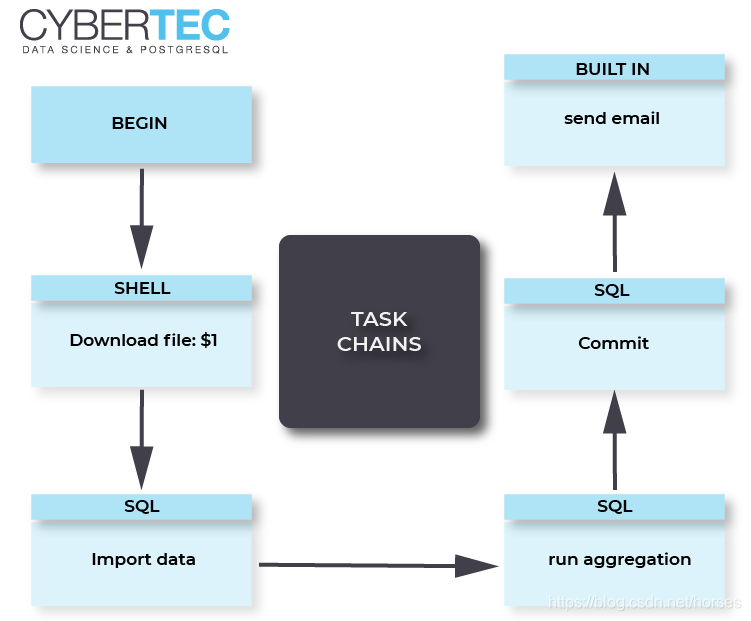 CYBERTEC
DATA SCIENCE & POSTGRESQL
BEGIN
SHELL
Download file: $1
SQL
Import data
TASK
CHAINS
BUILT IN
send email
SQL
Commit
SQL
run aggregation
https://blog.csdn.net/horses